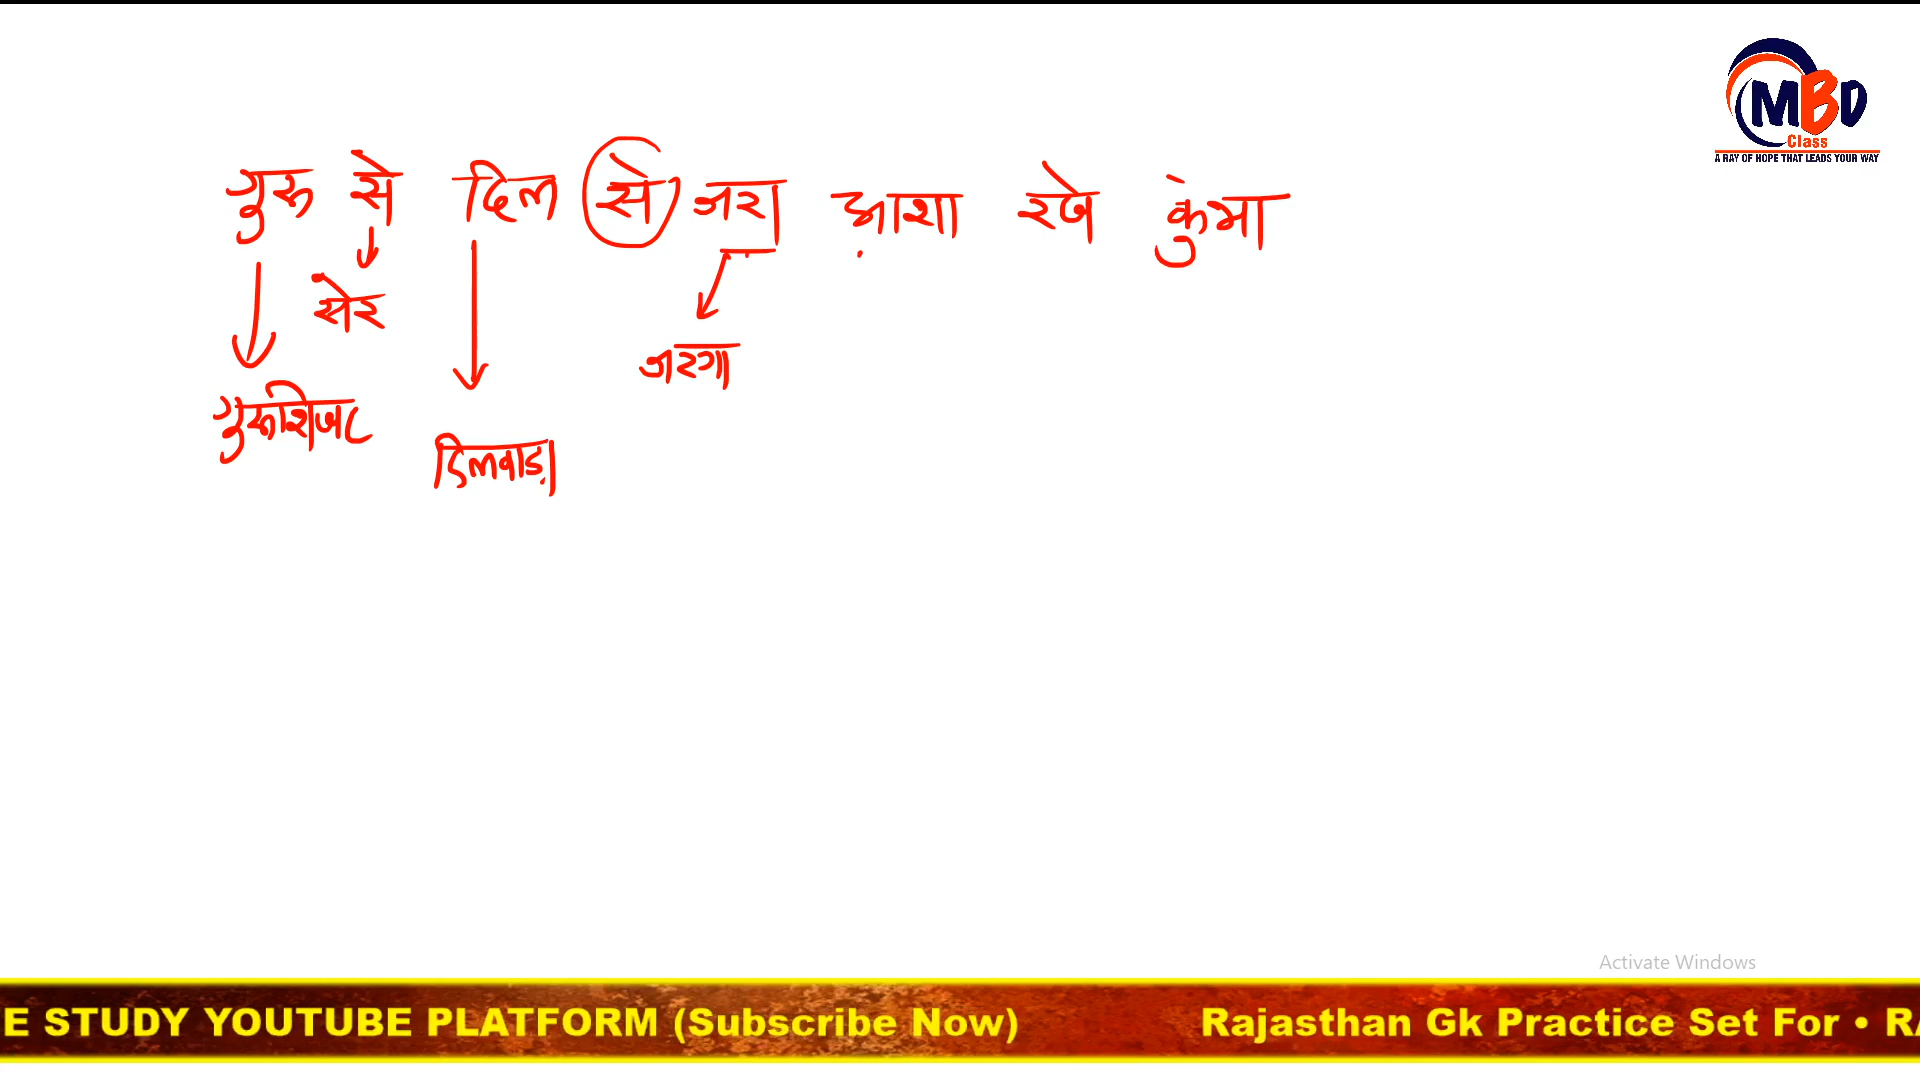 MBD
Class
A RAY OF HOPE THAT LEADS YOUR WAY
गुरु से दिल से जरा आशा रखे कुंभा
सेर
जरगा
गुरुशिखर
दिलवाड़ा
Activate Windows
E STUDY YOUTUBE PLATFORM (Subscribe Now) Rajasthan Gk Practice Set For • RA